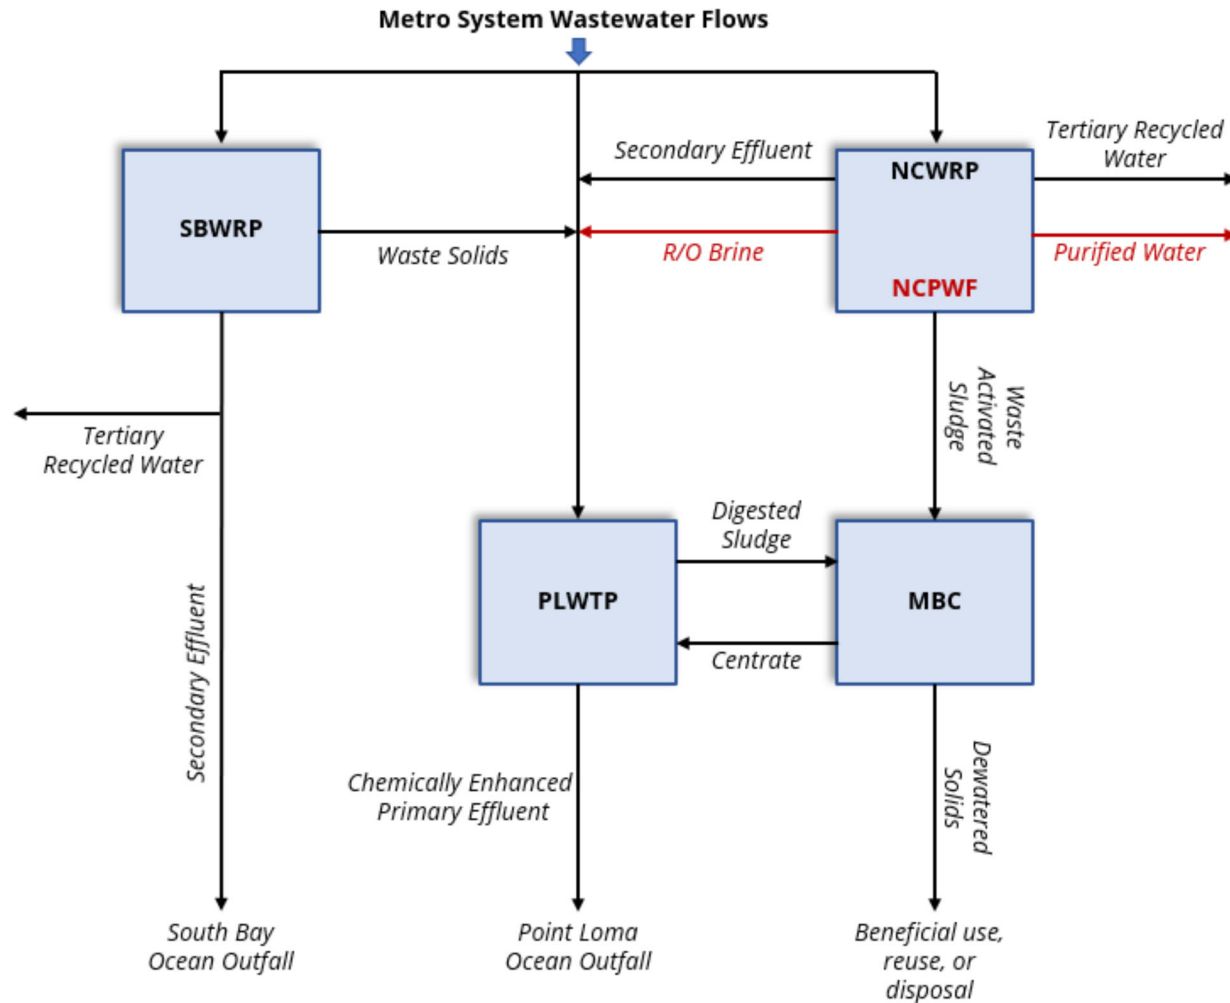 Metro System Wastewater Flows
Secondary Effluent
NCWRP
Tertiary Recycled
Water
SBWRP
Waste Solids
R/O Brine
Purified Water
NCPWF
Waste
Activated
Sludge
Tertiary
Recycled Water
Digested
Sludge
PLWTP
MBC
Centrate
Secondary Effluent
Chemically Enhanced
Primary Effluent
Dewatered
Solids
South Bay
Ocean Outfall
Point Loma
Ocean Outfall
Beneficial use,
reuse, or
disposal